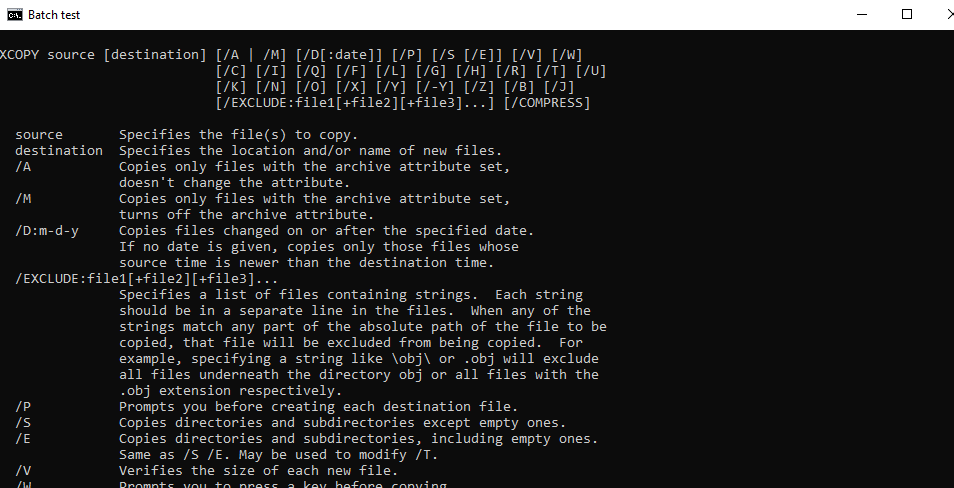 Batch test
XCOPY source [destination] [/A | /M] [/D[:date]] [/P] [/S [/E]] [/V] [/W]
[/C] [/I] [/Q] [/F] [/L] [/G] [/H] [/R] [/T] [/U]
[/K] [/N] [/O] [/X] [/Y] [/-Y] [/Z] [/B] [/J]
[/EXCLUDE:file1[+file2][+file3]...] [/COMPRESS]
source Specifies the file(s) to copy.
destination Specifies the location and/or name of new files.
/A Copies only files with the archive attribute set,
doesn't change the attribute.
/M Copies only files with the archive attribute set,
turns off the archive attribute.
/D:m-d-y Copies files changed on or after the specified date.
If no date is given, copies only those files whose
source time is newer than the destination time.
/EXCLUDE:file1[+file2][+file3]...
Specifies a list of files containing strings. Each string
should be in a separate line in the files. When any of the
strings match any part of the absolute path of the file to be
copied, that file will be excluded from being copied. For
example, specifying a string like \obj\ or .obj will exclude
all files underneath the directory obj or all files with the
.obj extension respectively.
/P Prompts you before creating each destination file.
/S Copies directories and subdirectories except empty ones.
/E Copies directories and subdirectories, including empty ones.
Same as /S /E. May be used to modify /T.
/V Verifies the size of each new file.
/W Prompts you to press a key before copying